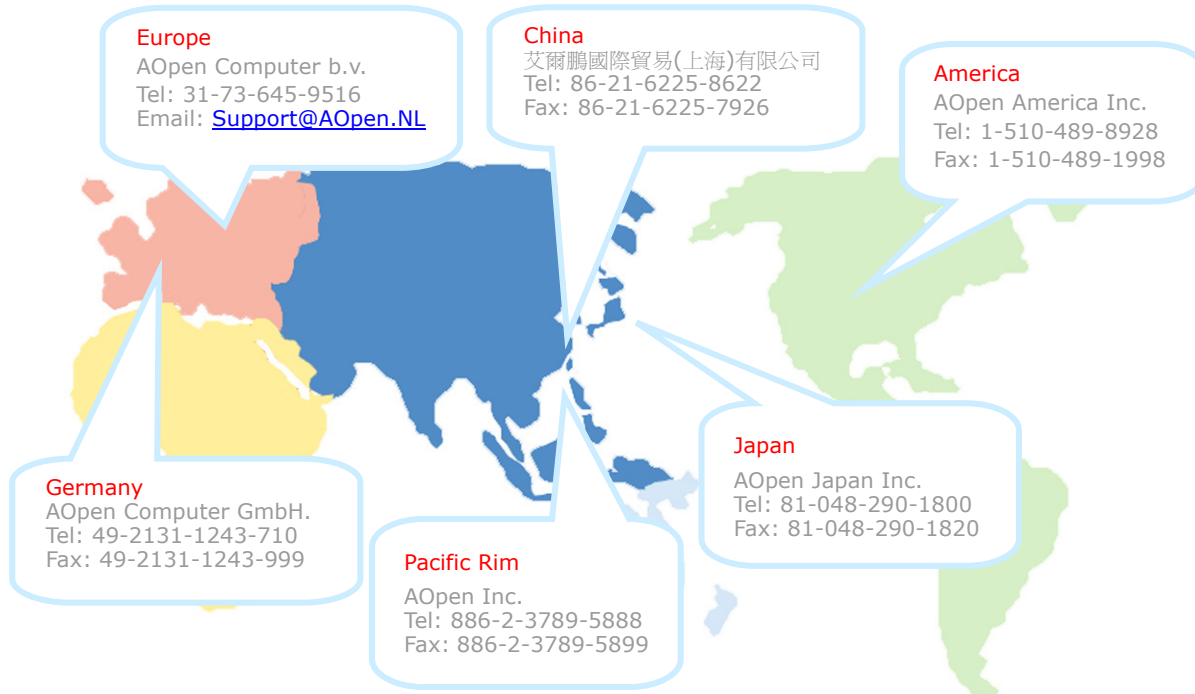 Europe
AOpen Computer b.v.
Tel: 31-73-645-9516
Email: Support@AOpen.NL
China
艾爾鵬國際貿易(上海)有限公司
Tel: 86-21-6225-8622
Fax: 86-21-6225-7926
America
AOpen America Inc.
Tel: 1-510-489-8928
Fax: 1-510-489-1998
Germany
AOpen Computer GmbH.
Tel: 49-2131-1243-710
Fax: 49-2131-1243-999
Pacific Rim
AOpen Inc.
Tel: 886-2-3789-5888
Fax: 886-2-3789-5899
Japan
AOpen Japan Inc.
Tel: 81-048-290-1800
Fax: 81-048-290-1820